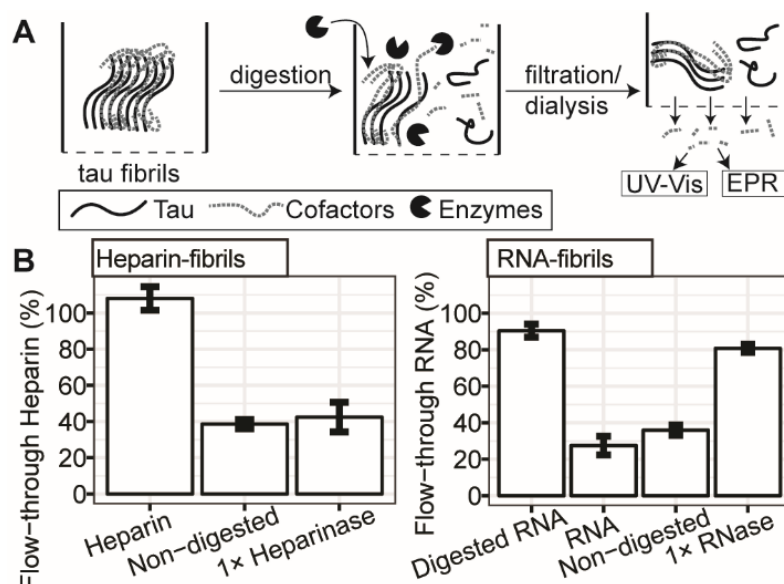 A
digestion
filtration/
dialysis
tau fibrils
UV-Vis
EPR
Tau
Cofactors
Enzymes
B
Heparin-fibrils
Flow-through Heparin (%)
100
80
60
40
20
0
Heparin
Non-digested
1× Heparinase
RNA-fibrils
Flow-through RNA (%)
100
80
60
40
20
0
Digested RNA
RNA
Non-digested
1× RNase